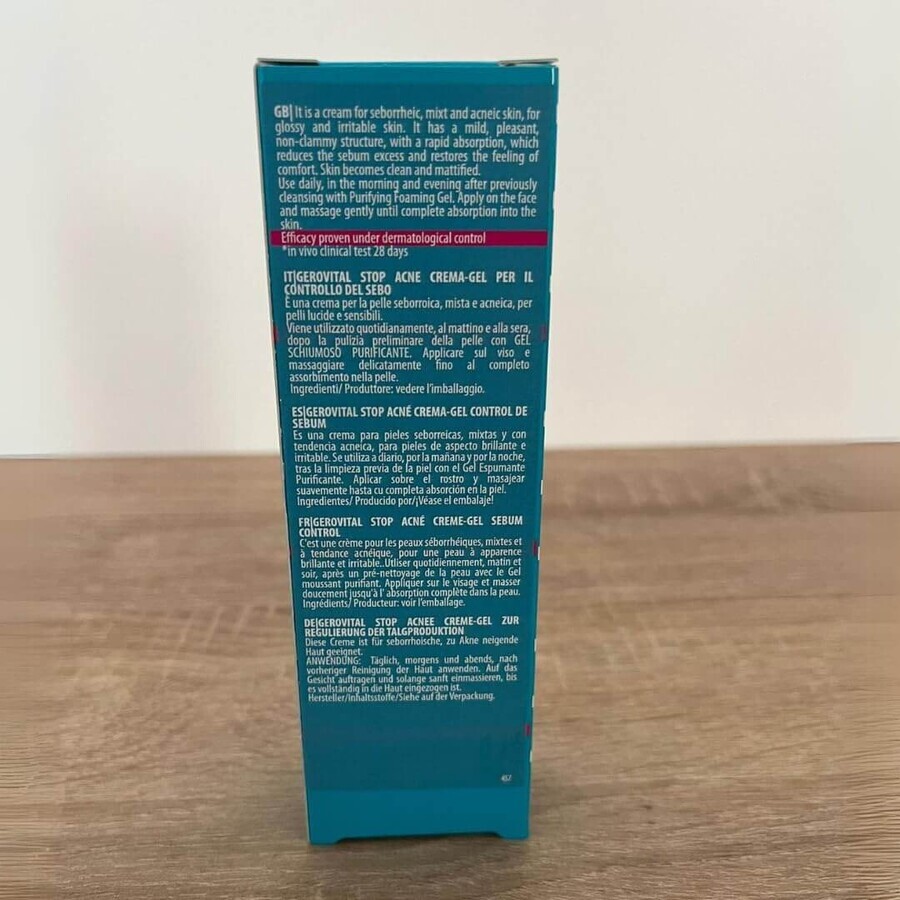 GB| It is a cream for seborrheic, mixt and acneic skin, for
glossy and irritable skin. It has a mild, pleasant,
non-clammy structure, with a rapid absorption, which
reduces the sebum excess and restores the feeling of
comfort. Skin becomes clean and mattified.
Use daily, in the morning and evening after previously
cleansing with Purifying Foaming Gel. Apply on the face
and massage gently until complete absorption into the
skin.
Efficacy proven under dermatological control
*in vivo clinical test 28 days
IT|GEROVITAL STOP ACNE CREMA-GEL PER IL
CONTROLLO DEL SEBO
È una crema per la pelle seborroica, mista e acneica, per
pelli lucide e sensibili.
Viene utilizzato quotidianamente, al mattino e alla sera,
dopo la pulizia preliminare della pelle con GEL
SCHIUMOSO PURIFICANTE. Applicare sul viso e
massaggiare delicatamente fino al completo
assorbimento nella pelle.
Ingredienti/ Produttore: vedere l'imballaggio.
ES|GEROVITAL STOP ACNÉ CREMA-GEL CONTROL DE
SEBUM
Es una crema para pieles seborreicas, mixtas y con
tendencia acneica, para pieles de aspecto brillante e
irritable. Se utiliza a diario, por la mañana y por la noche,
tras la limpieza previa de la piel con el Gel Espumante
Purificante. Aplicar sobre el rostro y masajear
suavemente hasta cu completa absorción en la piel.
Ingredientes/ Producido por/¡Véase el embalaje!
FR|GEROVITAL STOP ACNÉ CREME-GEL SEBUM
CONTROL
C'est une crème pour les peaux séborrhéiques, mixtes et
à tendance acnéique, pour une peau à apparence
brillante et irritable..Utliser quotidiennement, matin et
soir, après un pré-nettoyage de la peau avec le Gel
moussant purifiant. Appliquer sur le visage et masser
doucement jusqu'à l' absorption complète dans la peau.
Ingrédients/ Producteur: voir l'emballage.
DE|GEROVITAL STOP ACNEE CREME-GEL ZUR
REGULIERUNG DER TALGPRODUKTION
Diese Creme ist für seborrhoische, zu Akne neigende
Haut geeignet.
ANWENDUNG: Täglich, morgens und abends, nach
vorheriger Reinigung der Haut anwenden. Auf das
Gesicht auftragen und solange sanft einmassieren, bis
es vollständig in die Haut eingezogen ist.
Hersteller/Inhaltsstoffe/Siehe auf der Verpackung.
457